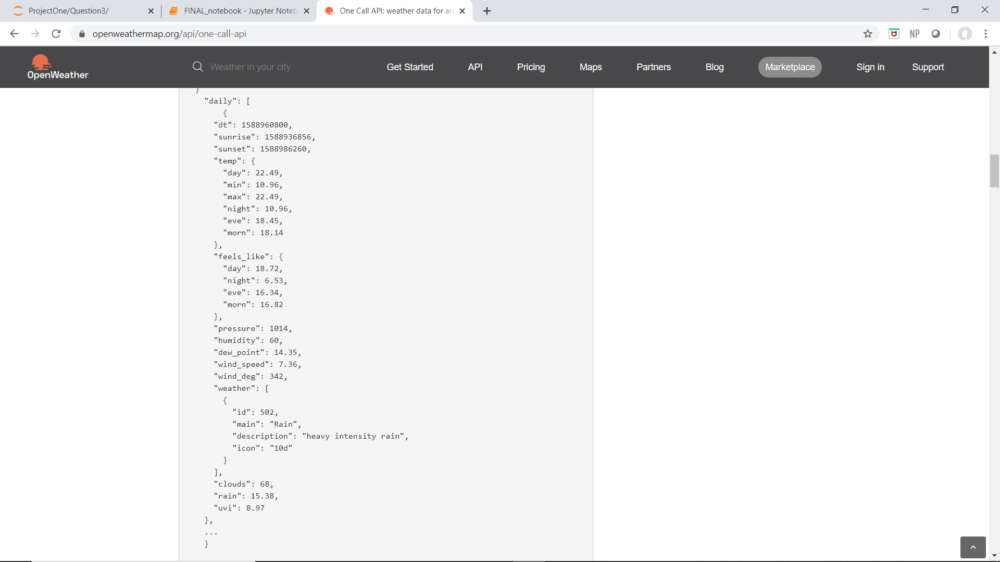 ProjectOne/Question3/
FINAL_notebook - Jupyter Noteb
One Call API: weather data for an
openweathermap.org/api/one-call-api
NP
OpenWeather
Weather in your city
Get Started
API
Pricing
Maps
Partners
Blog
Marketplace
Sign in
Support
}
"daily": [
{
"dt": 1588960800,
"sunrise": 1588936856,
"sunset": 1588986260,
"temp": {
"day": 22.49,
"min": 10.96,
"max": 22.49,
"night": 10.96,
"eve": 18.45,
"morn": 18.14
},
"feels_like": {
"day": 18.72,
"night": 6.53,
"eve": 16.34,
"morn": 16.82
},
"pressure": 1014,
"humidity": 60,
"dew_point": 14.35,
"wind_speed": 7.36,
"wind_deg": 342,
"weather": [
{
"id": 502,
"main": "Rain",
"description": "heavy intensity rain",
"icon": "10d"
}
],
"clouds": 68,
"rain": 15.38,
"uvi": 8.97
},
...
}